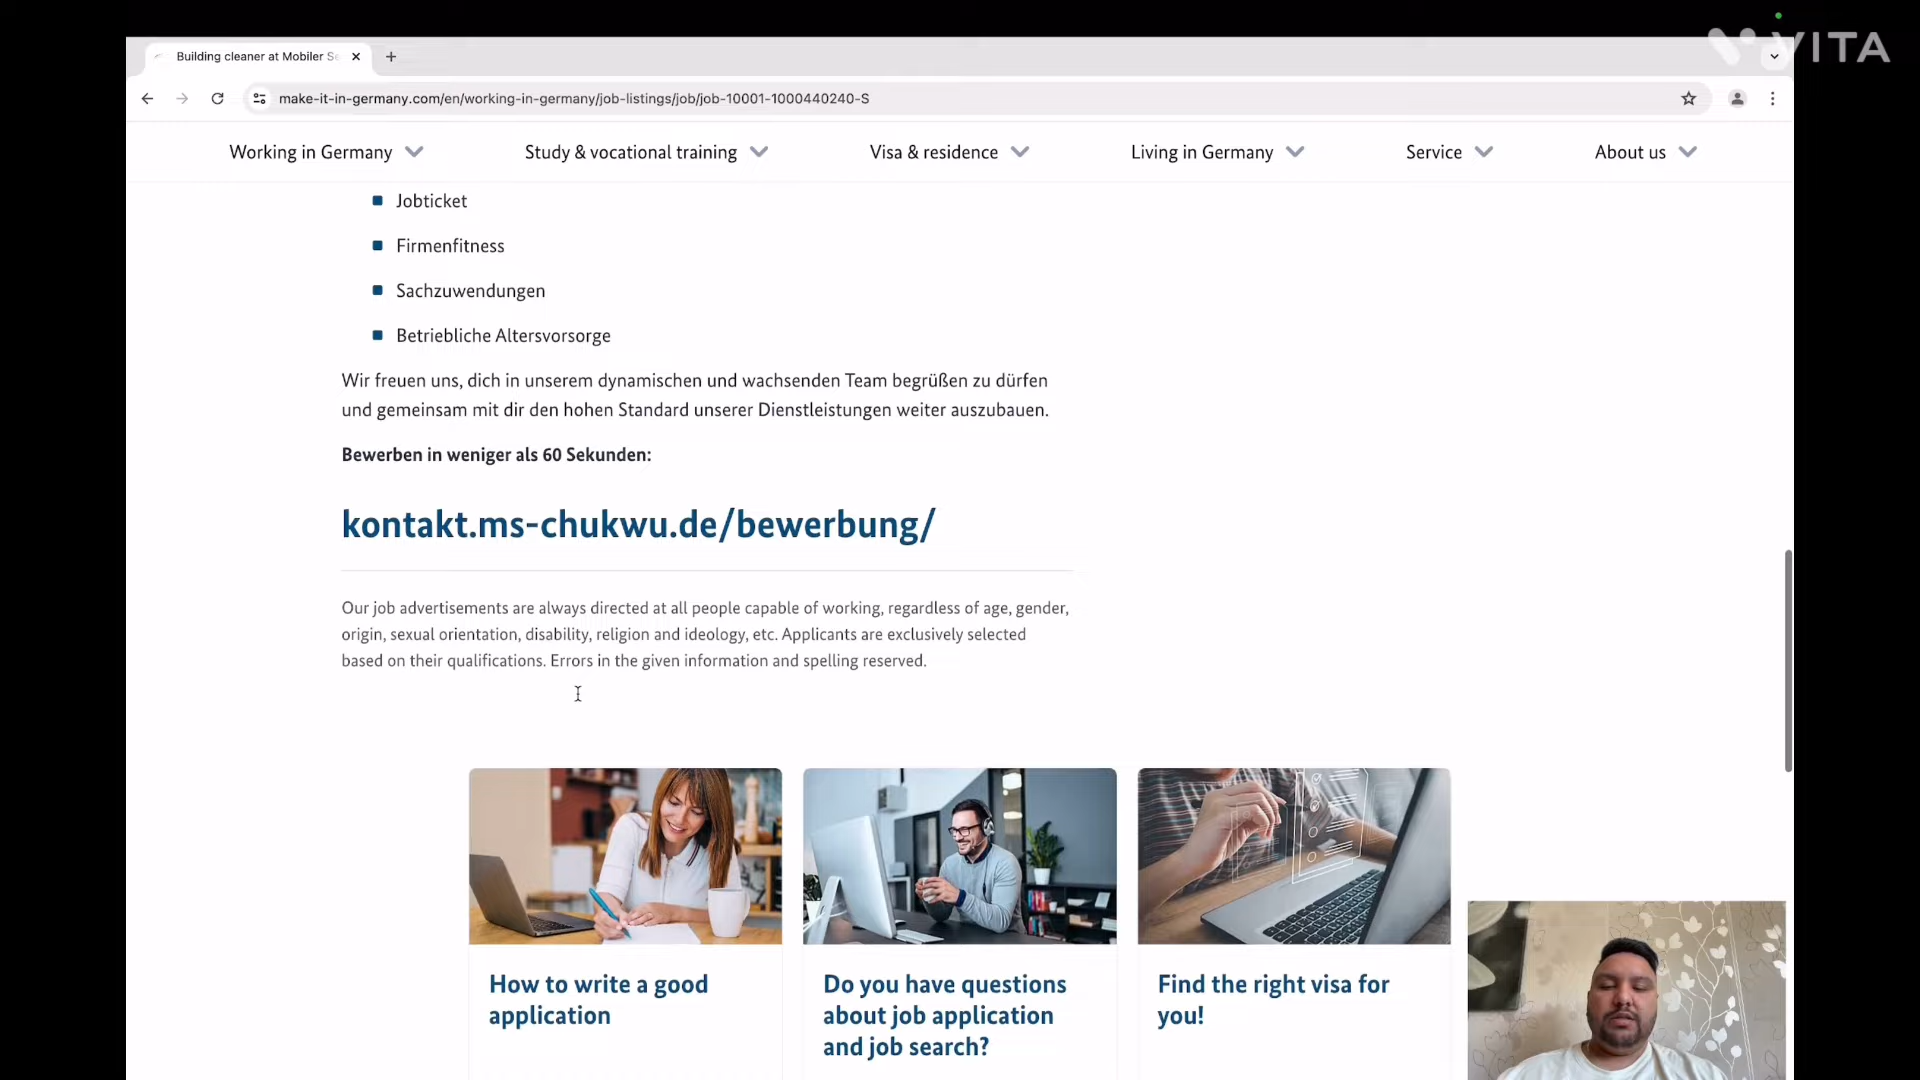 VITA
Building cleaner at Mobiler Se
make-it-in-germany.com/en/working-in-germany/job-listings/job/job-10001-1000440240-S
Working in Germany
Study & vocational training
Visa & residence
Living in Germany
Service
About us
Jobticket
Firmenfitness
Sachzuwendungen
Betriebliche Altersvorsorge
Wir freuen uns, dich in unserem dynamischen und wachsenden Team begrüßen zu dürfen
und gemeinsam mit dir den hohen Standard unserer Dienstleistungen weiter auszubauen.
Bewerben in weniger als 60 Sekunden:
kontakt.ms-chukwu.de/bewerbung/
Our job advertisements are always directed at all people capable of working, regardless of age, gender,
origin, sexual orientation, disability, religion and ideology, etc. Applicants are exclusively selected
based on their qualifications. Errors in the given information and spelling reserved.
How to write a good
application
Do you have questions
about job application
and job search?
Find the right visa for
you!